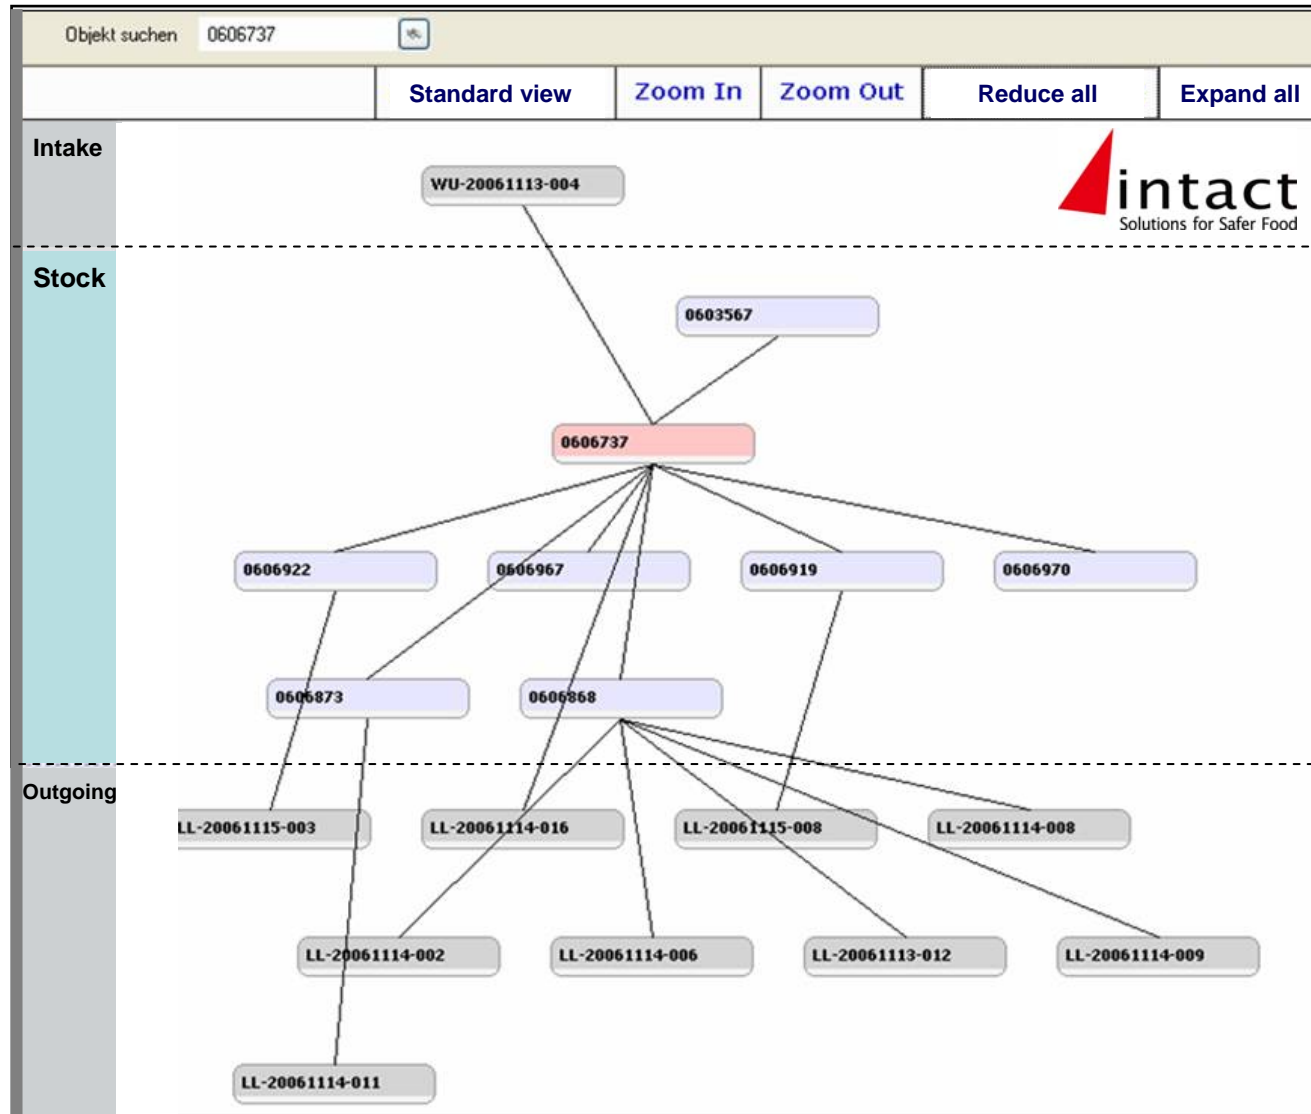 Objekt suchen 0606737
Standard view Zoom In Zoom Out Reduce all Expand all
Intake
WU-20061113-004
intact
Solutions for Safer Food
Stock
0603567
0606737
0606922 0606967 0606919 0606970
0606873 0606868
Outgoing
LL-20061115-003 LL-20061114-016 LL-20061115-008 LL-20061114-008
LL-20061114-002 LL-20061114-006 LL-20061113-012 LL-20061114-009
LL-20061114-011